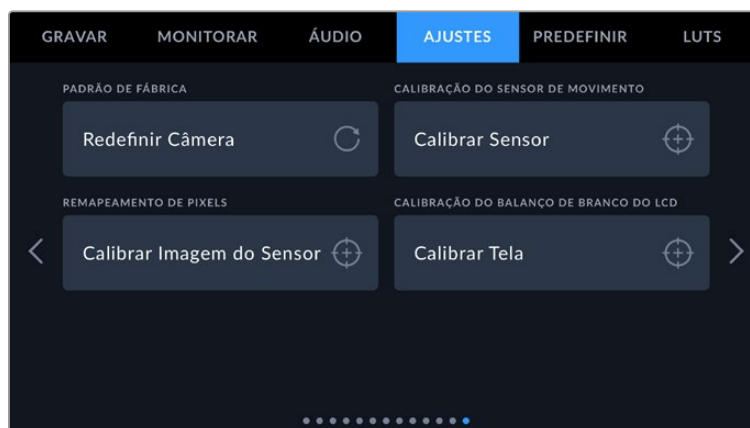 GRAVAR MONITORAR ÁUDIO AJUSTES PREDEFINIR LUTS
PADRÃO DE FÁBRICA
Redefinir Câmera
CALIBRAÇÃO DO SENSOR DE MOVIMENTO
Calibrar Sensor
REMAPEAMENTO DE PIXELS
Calibrar Imagem do Sensor
CALIBRAÇÃO DO BALANÇO DE BRANCO DO LCD
Calibrar Tela